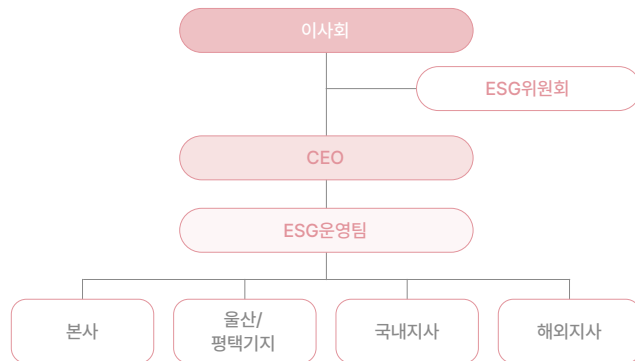 이사회
ESG위원회
CEO
ESG운영팀
본사
울산/
평택기지
국내지사
해외지사